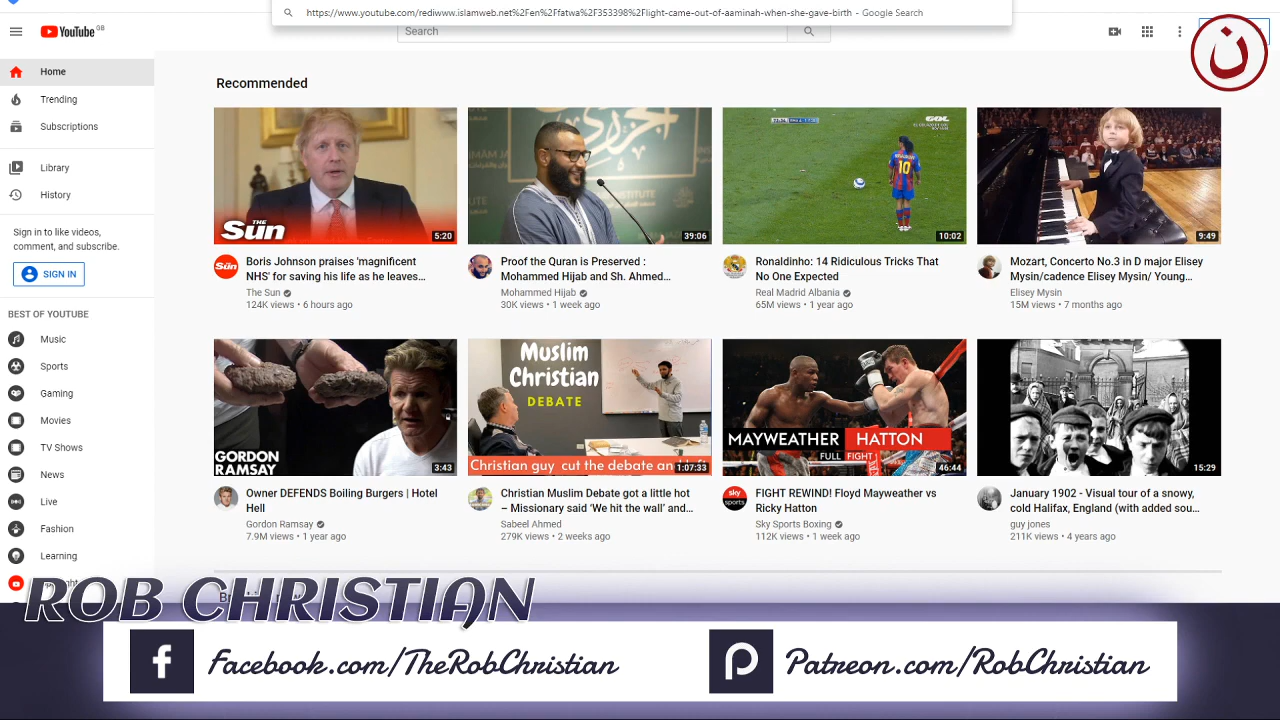 https://www.youtube.com/rediwww.islamweb.net%2Fen%2Ffatwa%2F353398%2Flight-came-out-of-aaminah-when-she-gave-birth - Google Search
YouTube GB
Search
ن
Home
Trending
Subscriptions
Library
History
Sign in to like videos,
comment, and subscribe.
SIGN IN
BEST OF YOUTUBE
Music
Sports
Gaming
Movies
TV Shows
News
Live
Fashion
Learning
Recommended
THE Sun
5:20
39:06
GOL
10
10:02
9:49
Boris Johnson praises 'magnificent
NHS' for saving his life as he leaves...
The Sun
124K views • 6 hours ago
Proof the Quran is Preserved :
Mohammed Hijab and Sh. Ahmed...
Mohammed Hijab
30K views • 1 week ago
Ronaldinho: 14 Ridiculous Tricks That
No One Expected
Real Madrid Albania
65M views • 1 year ago
Mozart, Concerto No.3 in D major Elisey
Mysin/cadence Elisey Mysin/ Young...
Elisey Mysin
15M views • 7 months ago
GORDON
RAMSAY
3:43
Muslim
Christian
DEBATE
Christian guy cut the debate and
1:07:33
MAYWEATHER HATTON
FULL FIGHT
46:44
15:29
Owner DEFENDS Boiling Burgers | Hotel
Hell
Gordon Ramsay
7.9M views • 1 year ago
Christian Muslim Debate got a little hot
– Missionary said 'We hit the wall' and...
Sabeel Ahmed
279K views • 2 weeks ago
sky sports
FIGHT REWIND! Floyd Mayweather vs
Ricky Hatton
Sky Sports Boxing
112K views • 1 week ago
January 1902 - Visual tour of a snowy,
cold Halifax, England (with added sou...
guy jones
211K views • 4 years ago
ROB CHRISTIAN
Facebook.com/TheRobChristian
Patreon.com/RobChristian